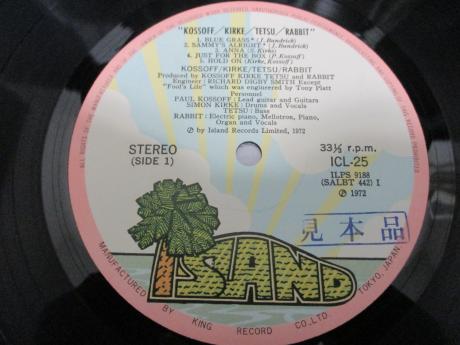 "KOSSOFF/KIRKE/TETSU/RABBIT"
1. BLUE GRASS* (J. Bundrick)
2. SAMMY'S ALRIGHT* (J. Bundrick)
3. ANNA (S. Kirke)
4. JUST FOR THE BOX (P. Kossoff)
5. HOLD ON (Kirke, Kossoff)
KOSSOFF/KIRKE/TETSU/RABBIT
Produced by KOSSOFF KIRKE TETSU and RABBIT
Engineer: RICHARD DIGBY SMITH Except
"Fool's Life" which was engineered by Tony Platt
Personnel
PAUL KOSSOFF: Lead guitar and Guitars
SIMON KIRKE: Drums and Vocals
TETSU: Bass
RABBIT: Electric piano, Mellotron, Piano,
Organ and Vocals
℗ by Island Records Limited, 1972
STEREO
(SIDE 1)
33⅓ r.p.m.
ICL-25
ILPS 9188
(SALBT 442) I
℗ 1972
見本品
ISLAND
MANUFACTURED BY KING RECORD CO., LTD. TOKYO, JAPAN